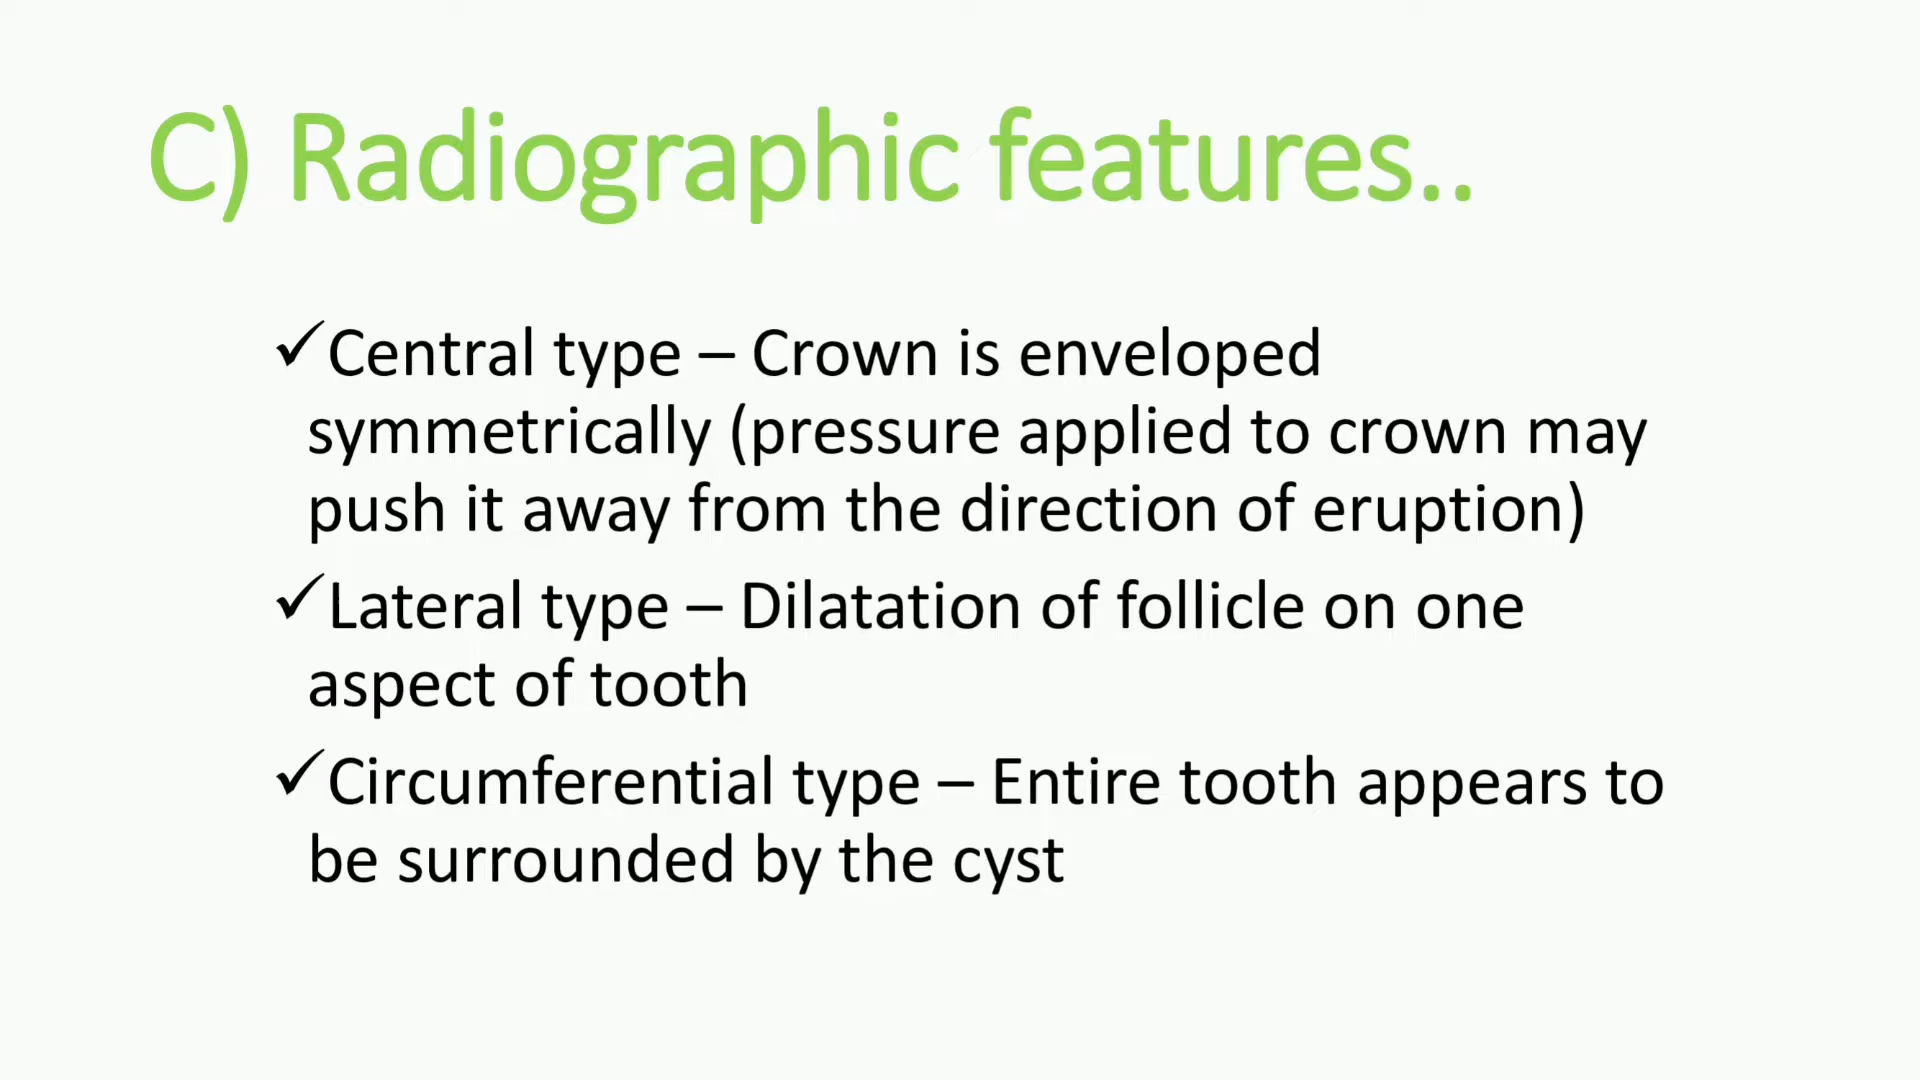 C) Radiographic features..
✓Central type – Crown is enveloped
symmetrically (pressure applied to crown may
push it away from the direction of eruption)
✓Lateral type – Dilatation of follicle on one
aspect of tooth
✓Circumferential type – Entire tooth appears to
be surrounded by the cyst